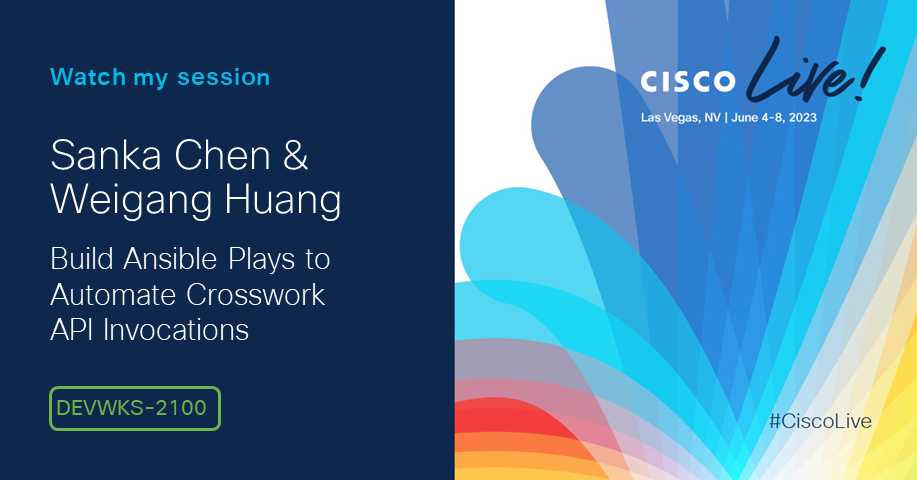 Watch my session
Sanka Chen &
Weigang Huang
Build Ansible Plays to
Automate Crosswork
API Invocations
DEVWKS-2100
CISCO Live!
Las Vegas, NV | June 4-8, 2023
#CiscoLive